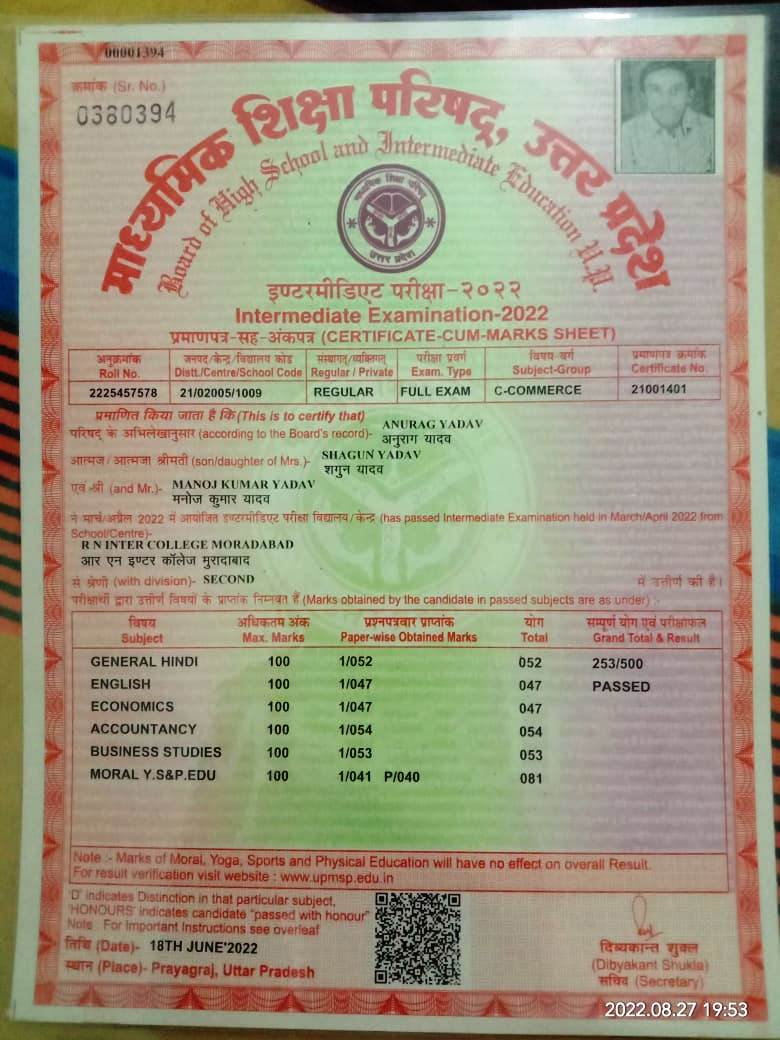 00001394
क्रमांक (Sr. No.)
0380394
माध्यमिक शिक्षा परिषद्, उत्तर प्रदेश
Board of High School and Intermediate Education U.P.
माध्यमिक शिक्षा परिषद्
उत्तर प्रदेश
इण्टरमीडिएट परीक्षा-२०२२
Intermediate Examination-2022
प्रमाणपत्र-सह-अंकपत्र (CERTIFICATE-CUM-MARKS SHEET)
अनुक्रमांक जनपद/केन्द्र/विद्यालय कोड संस्थागत/व्यक्तिगत परीक्षा प्रवर्ग विषय-वर्ग प्रमाणपत्र क्रमांक
Roll No. Distt./Centre/School Code Regular / Private Exam. Type Subject-Group Certificate No.
2225457578 21/02005/1009 REGULAR FULL EXAM C-COMMERCE 21001401
प्रमाणित किया जाता है कि (This is to certify that) ANURAG YADAV
परिषद् के अभिलेखानुसार (according to the Board's record)- अनुराग यादव
आत्मज/आत्मजा श्रीमती (son/daughter of Mrs.)- SHAGUN YADAV
शगुन यादव
एवं श्री (and Mr.)- MANOJ KUMAR YADAV
मनोज कुमार यादव
ने मार्च/अप्रैल 2022 में आयोजित इण्टरमीडिएट परीक्षा विद्यालय/केन्द्र (has passed Intermediate Examination held in March/April 2022 from
School/Centre)-
R N INTER COLLEGE MORADABAD
आर एन इण्टर कॉलेज मुरादाबाद
से श्रेणी (with division)- SECOND में उत्तीर्ण की है।
परीक्षार्थी द्वारा उत्तीर्ण विषयों के प्राप्तांक निम्नवत हैं (Marks obtained by the candidate in passed subjects are as under) :-
विषय अधिकतम अंक प्रश्नपत्रवार प्राप्तांक योग सम्पूर्ण योग एवं परीक्षाफल
Subject Max. Marks Paper-wise Obtained Marks Total Grand Total & Result
GENERAL HINDI 100 1/052 052 253/500
ENGLISH 100 1/047 047 PASSED
ECONOMICS 100 1/047 047
ACCOUNTANCY 100 1/054 054
BUSINESS STUDIES 100 1/053 053
MORAL Y.S&P.EDU 100 1/041 P/040 081
Note :- Marks of Moral, Yoga, Sports and Physical Education will have no effect on overall Result.
For result verification visit website : www.upmsp.edu.in
'D' indicates Distinction in that particular subject,
'HONOURS' indicates candidate "passed with honour"
Note : For Important Instructions see overleaf
तिथि (Date)- 18TH JUNE'2022
स्थान (Place)- Prayagraj, Uttar Pradesh
दिव्यकान्त शुक्ल
(Dibyakant Shukla)
सचिव (Secretary)
2022.08.27 19:53